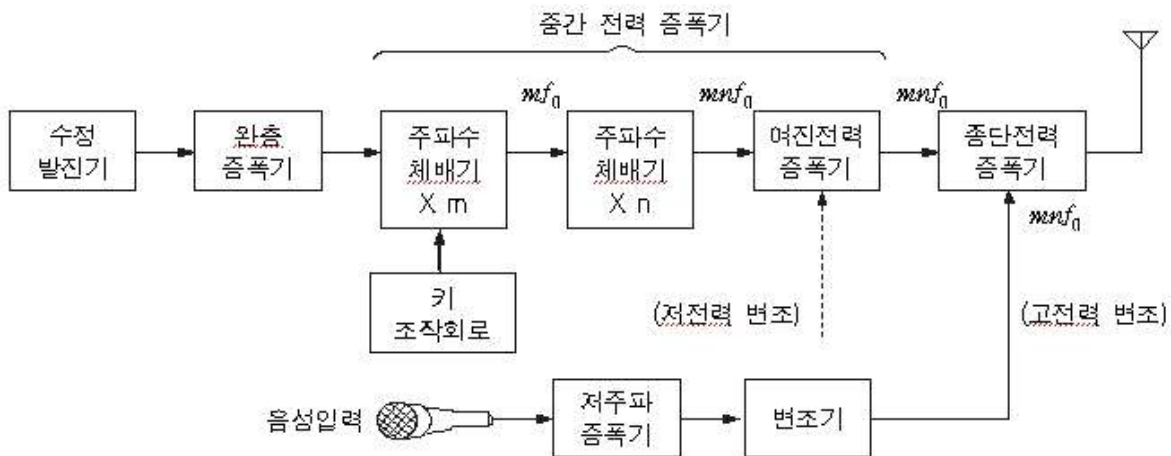 중간 전력 증폭기
mf₀
mnf₀
mnf₀
수정
발진기
완충
증폭기
주파수
체배기
X m
주파수
체배기
X n
여진전력
증폭기
종단전력
증폭기
mnf₀
키
조작회로
(저전력 변조)
(고전력 변조)
음성입력
저주파
증폭기
변조기